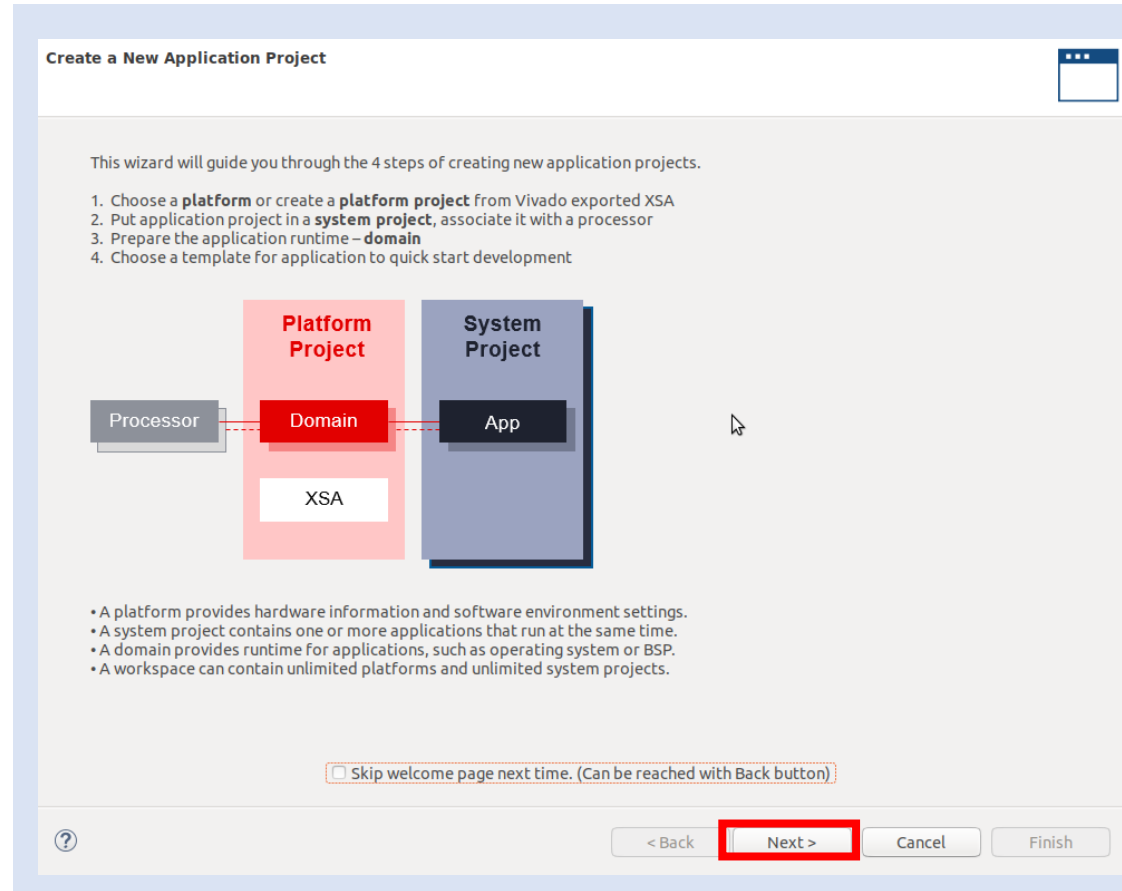 Create a New Application Project
This wizard will guide you through the 4 steps of creating new application projects.
1. Choose a platform or create a platform project from Vivado exported XSA
2. Put application project in a system project, associate it with a processor
3. Prepare the application runtime – domain
4. Choose a template for application to quick start development
Platform
Project
System
Project
Processor
Domain
App
XSA
• A platform provides hardware information and software environment settings.
• A system project contains one or more applications that run at the same time.
• A domain provides runtime for applications, such as operating system or BSP.
• A workspace can contain unlimited platforms and unlimited system projects.
Skip welcome page next time. (Can be reached with Back button)
?
< Back
Next >
Cancel
Finish